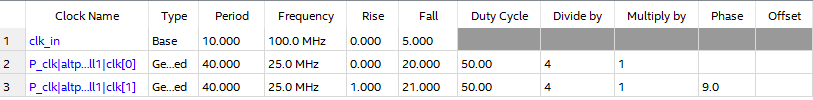 Clock Name Type Period Frequency Rise Fall Duty Cycle Divide by Multiply by Phase Offset
1 clk_in Base 10.000 100.0 MHz 0.000 5.000
2 P_clk|altp...ll1|clk[0] Ge...ed 40.000 25.0 MHz 0.000 20.000 50.00 4 1
3 P_clk|altp...ll1|clk[1] Ge...ed 40.000 25.0 MHz 1.000 21.000 50.00 4 1 9.0